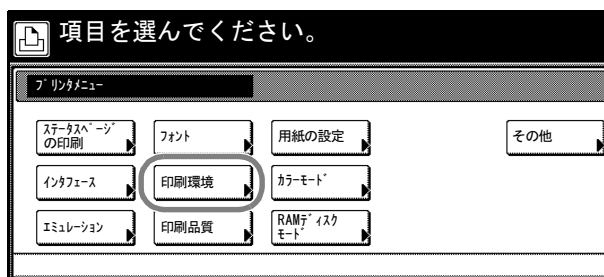 項目を選んでください。
プリンタメニュー
ステータスページ
の印刷
フォント
用紙の設定
その他
インタフェース
印刷環境
カラーモード
エミュレーション
印刷品質
RAMディスク
モード